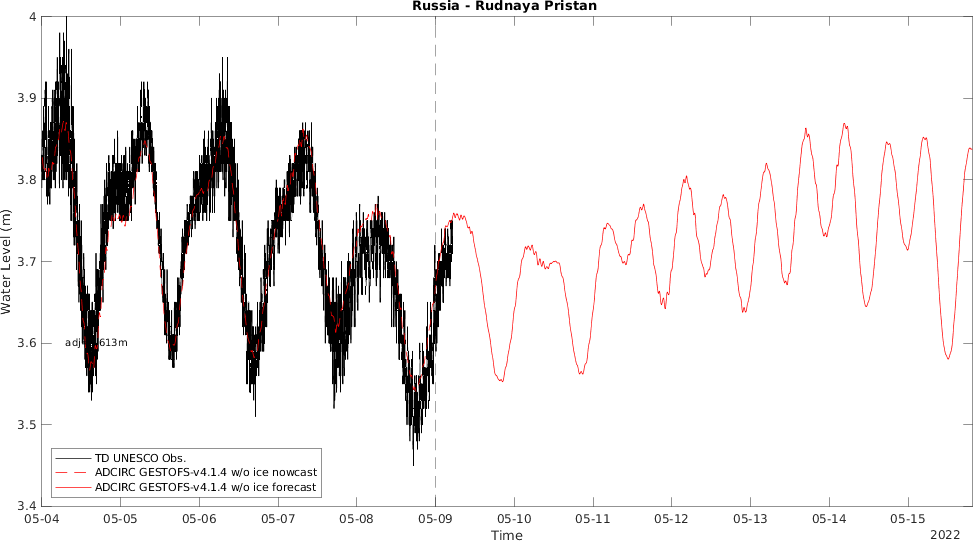 Russia - Rudnaya Pristan
4
3.9
3.8
3.7
3.6
3.5
3.4
Water Level (m)
adj 613m
TD UNESCO Obs.
ADCIRC GESTOFS-v4.1.4 w/o ice nowcast
ADCIRC GESTOFS-v4.1.4 w/o ice forecast
05-04 05-05 05-06 05-07 05-08 05-09 05-10 05-11 05-12 05-13 05-14 05-15
Time
2022